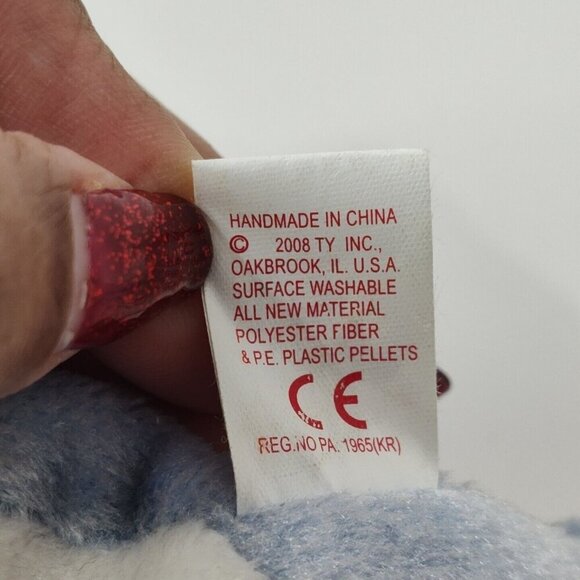 HANDMADE IN CHINA
© 2008 TY INC.,
OAKBROOK, IL. U.S.A.
SURFACE WASHABLE
ALL NEW MATERIAL
POLYESTER FIBER
& P.E. PLASTIC PELLETS
CE
REG.NO PA. 1965(KR)